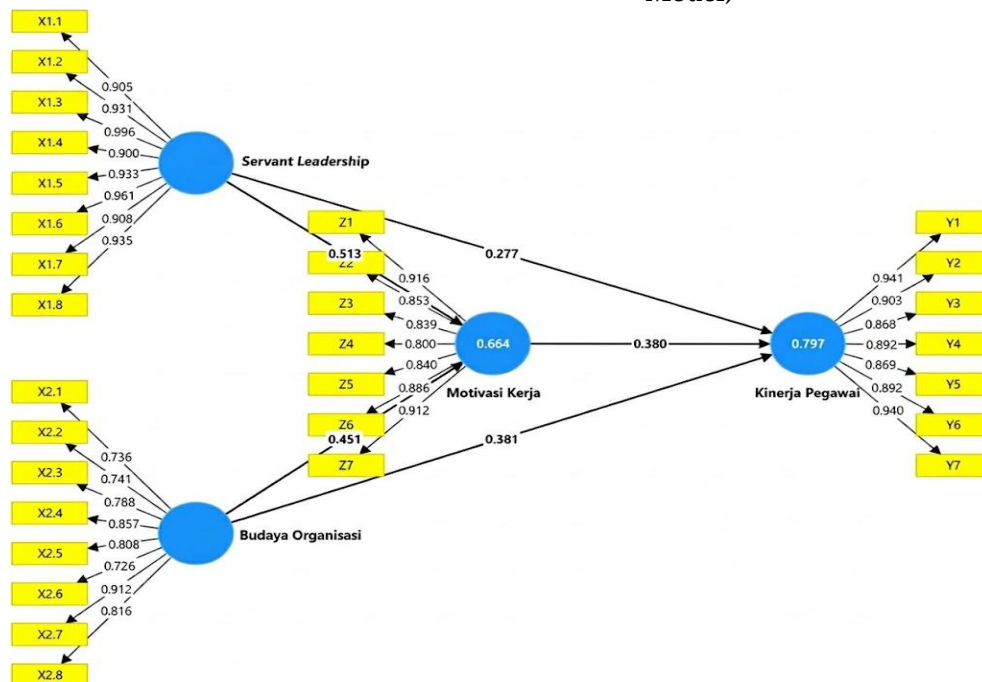 X1.1
X1.2
X1.3
X1.4
X1.5
X1.6
X1.7
X1.8
0.905
0.931
0.996
0.900
0.933
0.961
0.908
0.935
Servant Leadership
X2.1
X2.2
X2.3
X2.4
X2.5
X2.6
X2.7
X2.8
0.736
0.741
0.788
0.857
0.808
0.726
0.912
0.816
Budaya Organisasi
0.513
0.451
0.277
0.381
Z1
Z2
Z3
Z4
Z5
Z6
Z7
0.916
0.853
0.839
0.800
0.840
0.886
0.912
0.664
Motivasi Kerja
0.380
0.797
Kinerja Pegawai
0.941
0.903
0.868
0.892
0.869
0.892
0.940
Y1
Y2
Y3
Y4
Y5
Y6
Y7